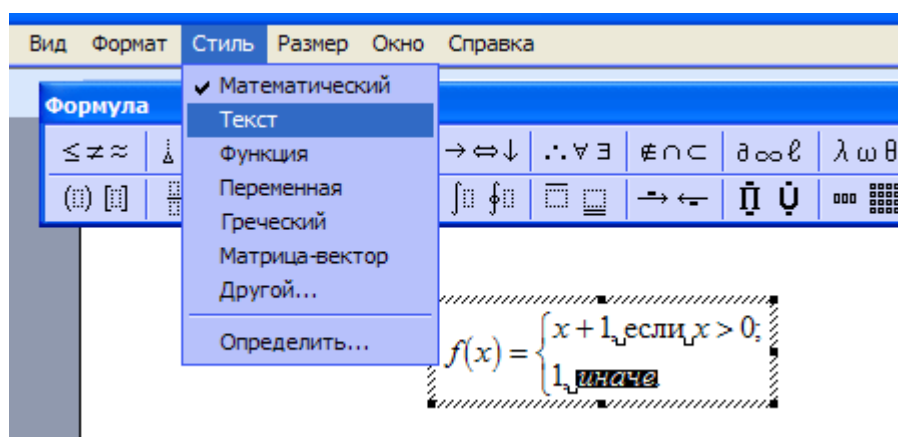 Вид Формат Стиль Размер Окно Справка
Формула
✓ Математический
Текст
Функция
Переменная
Греческий
Матрица-вектор
Другой...
Определить...
≤ ≠ ≈
→ ⇔ ↓ ∴ ∀ ∃ ∉ ∩ ⊂ ∂ ∞ ℓ λ ω θ
f(x) = { x + 1, если x > 0;
1, иначе.